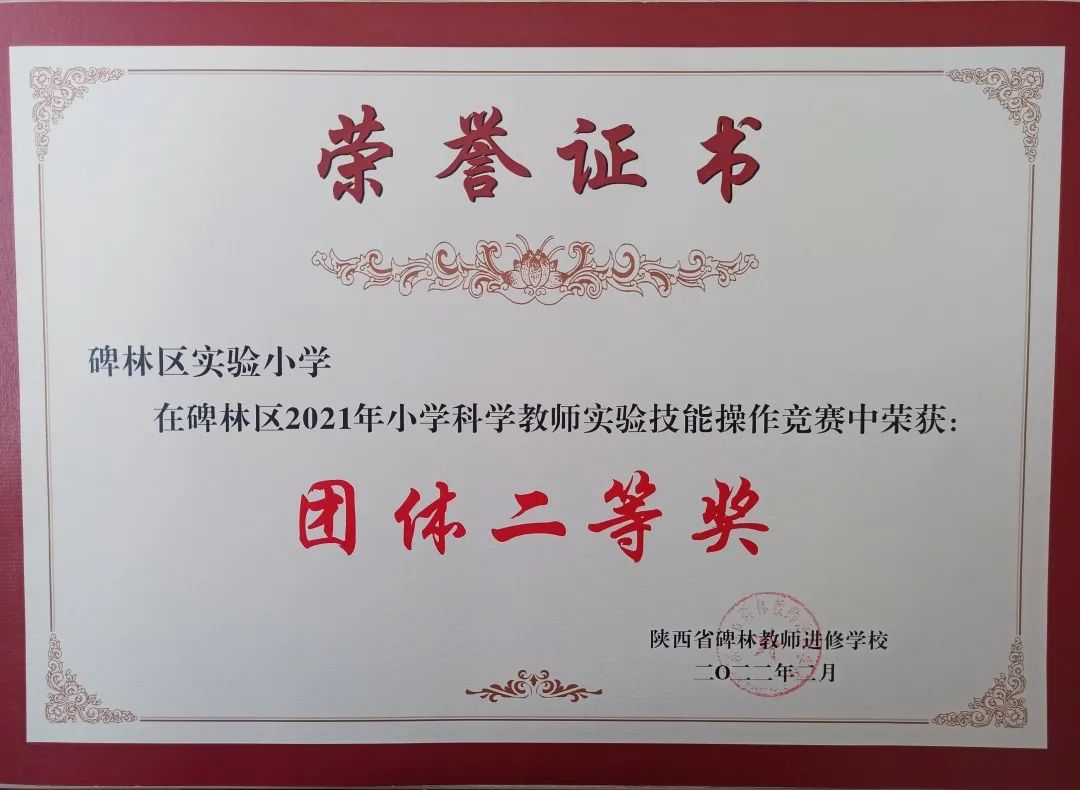 荣誉证书
碑林区实验小学
在碑林区2021年小学科学教师实验技能操作竞赛中荣获：
团体二等奖
陕西省碑林教师进修学校
二〇二二年二月